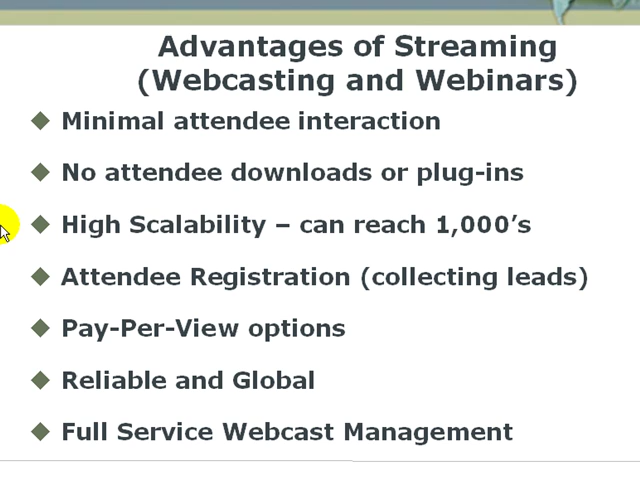 Advantages of Streaming
(Webcasting and Webinars)
Minimal attendee interaction
No attendee downloads or plug-ins
High Scalability – can reach 1,000’s
Attendee Registration (collecting leads)
Pay-Per-View options
Reliable and Global
Full Service Webcast Management